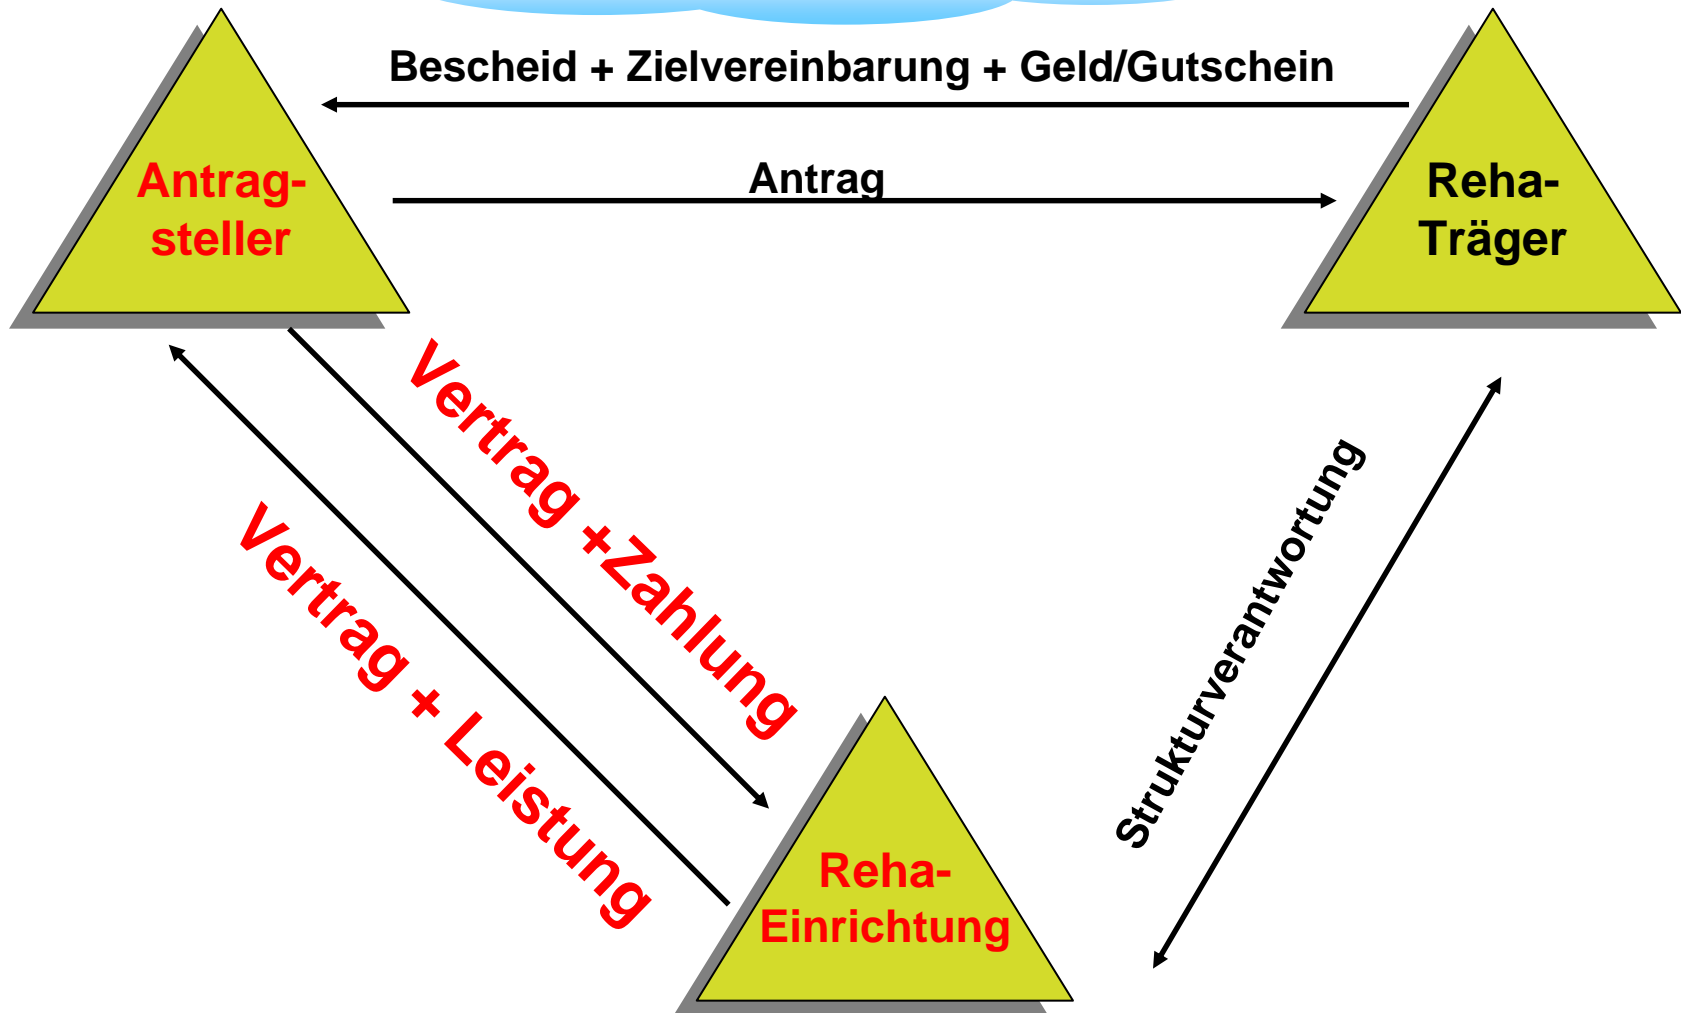 Bescheid + Zielvereinbarung + Geld/Gutschein
Antrag-
steller
Antrag
Reha-
Träger
Vertrag +Zahlung
Vertrag + Leistung
Strukturverantwortung
Reha-
Einrichtung